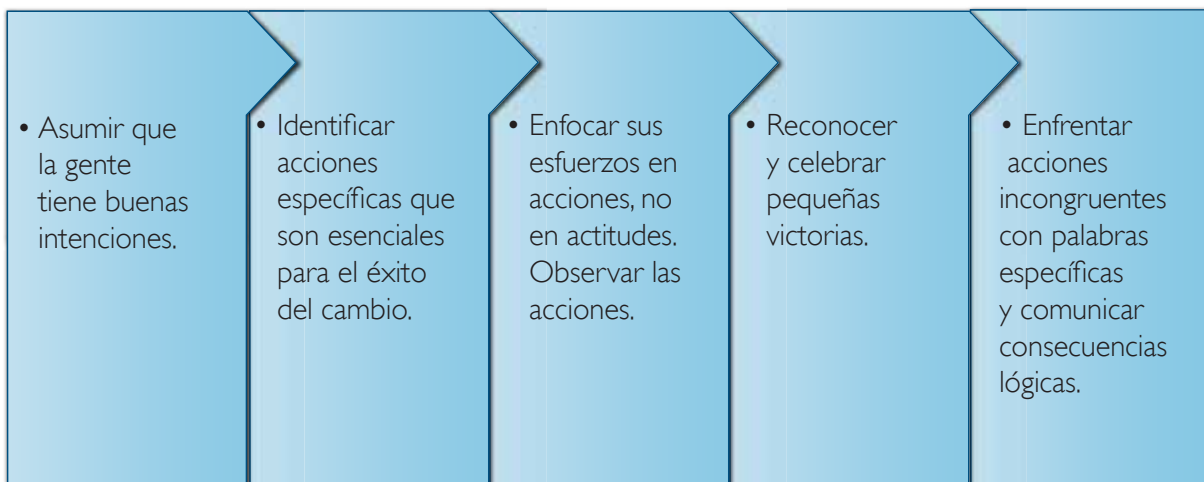 • Asumir que
la gente
tiene buenas
intenciones.
• Identificar
acciones
específicas que
son esenciales
para el éxito
del cambio.
• Enfocar sus
esfuerzos en
acciones, no
en actitudes.
Observar las
acciones.
• Reconocer
y celebrar
pequeñas
victorias.
• Enfrentar
acciones
incongruentes
con palabras
específicas
y comunicar
consecuencias
lógicas.